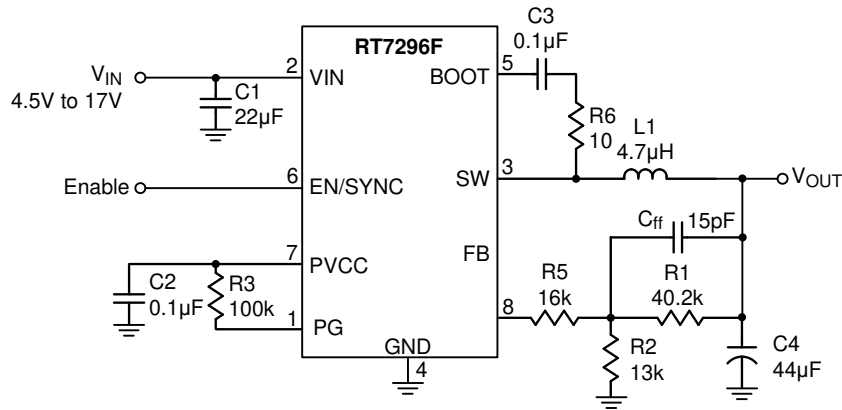 RT7296F
VIN
4.5V to 17V
2
VIN
C1
22µF
Enable
6
EN/SYNC
C2
0.1µF
R3
100k
7
PVCC
1
PG
GND
4
BOOT
5
C3
0.1µF
R6
10
SW
3
L1
4.7µH
VOUT
FB
8
R5
16k
Cff
15pF
R1
40.2k
R2
13k
C4
44µF